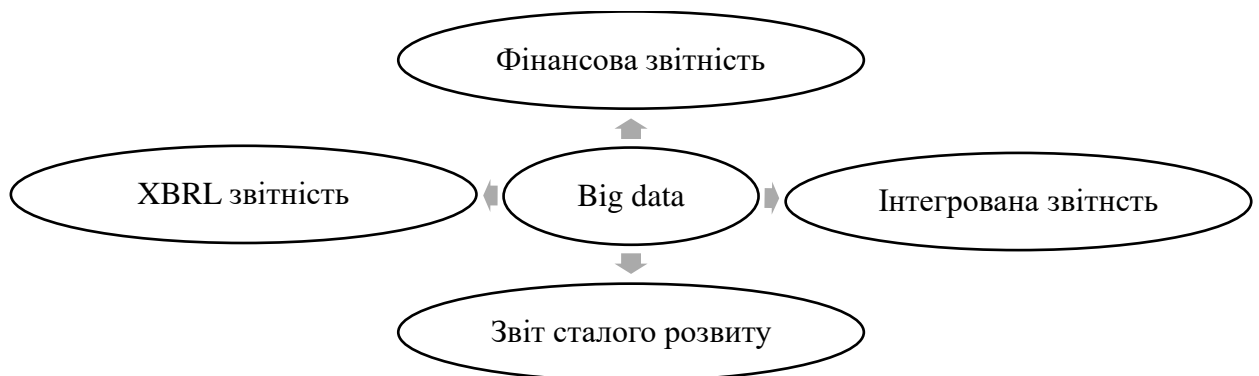 Фінансова звітність
XBRL звітність
Big data
Інтегрована звітнсть
Звіт сталого розвиту